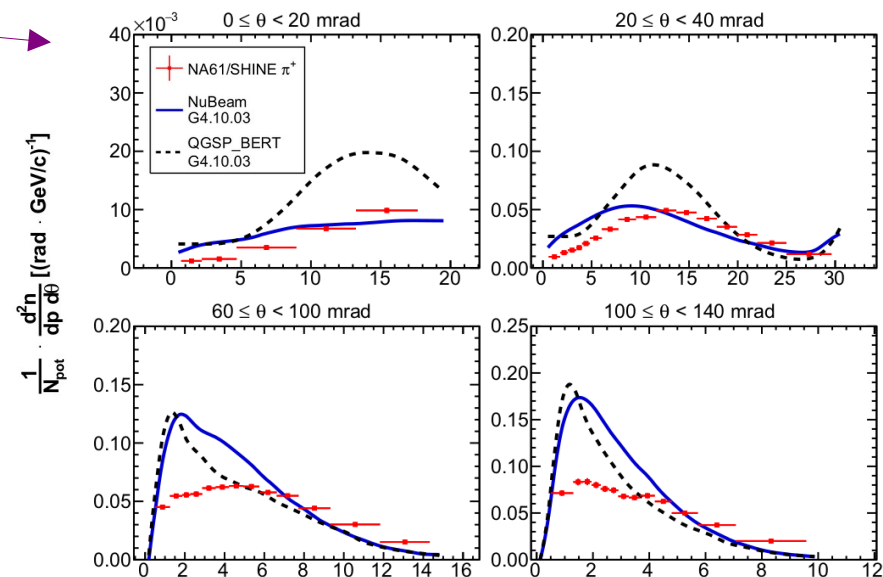 ×10⁻³
0 ≤ θ < 20 mrad
40
30
20
10
0
0 5 10 15 20
NA61/SHINE π⁺
NuBeam
G4.10.03
QGSP_BERT
G4.10.03
20 ≤ θ < 40 mrad
0.20
0.15
0.10
0.05
0.00
0 5 10 15 20 25 30
1/Npot · d²n/dp dθ [(rad · GeV/c)⁻¹]
60 ≤ θ < 100 mrad
0.20
0.15
0.10
0.05
0.00
0 2 4 6 8 10 12 14 16
100 ≤ θ < 140 mrad
0.25
0.20
0.15
0.10
0.05
0.00
0 2 4 6 8 10 12